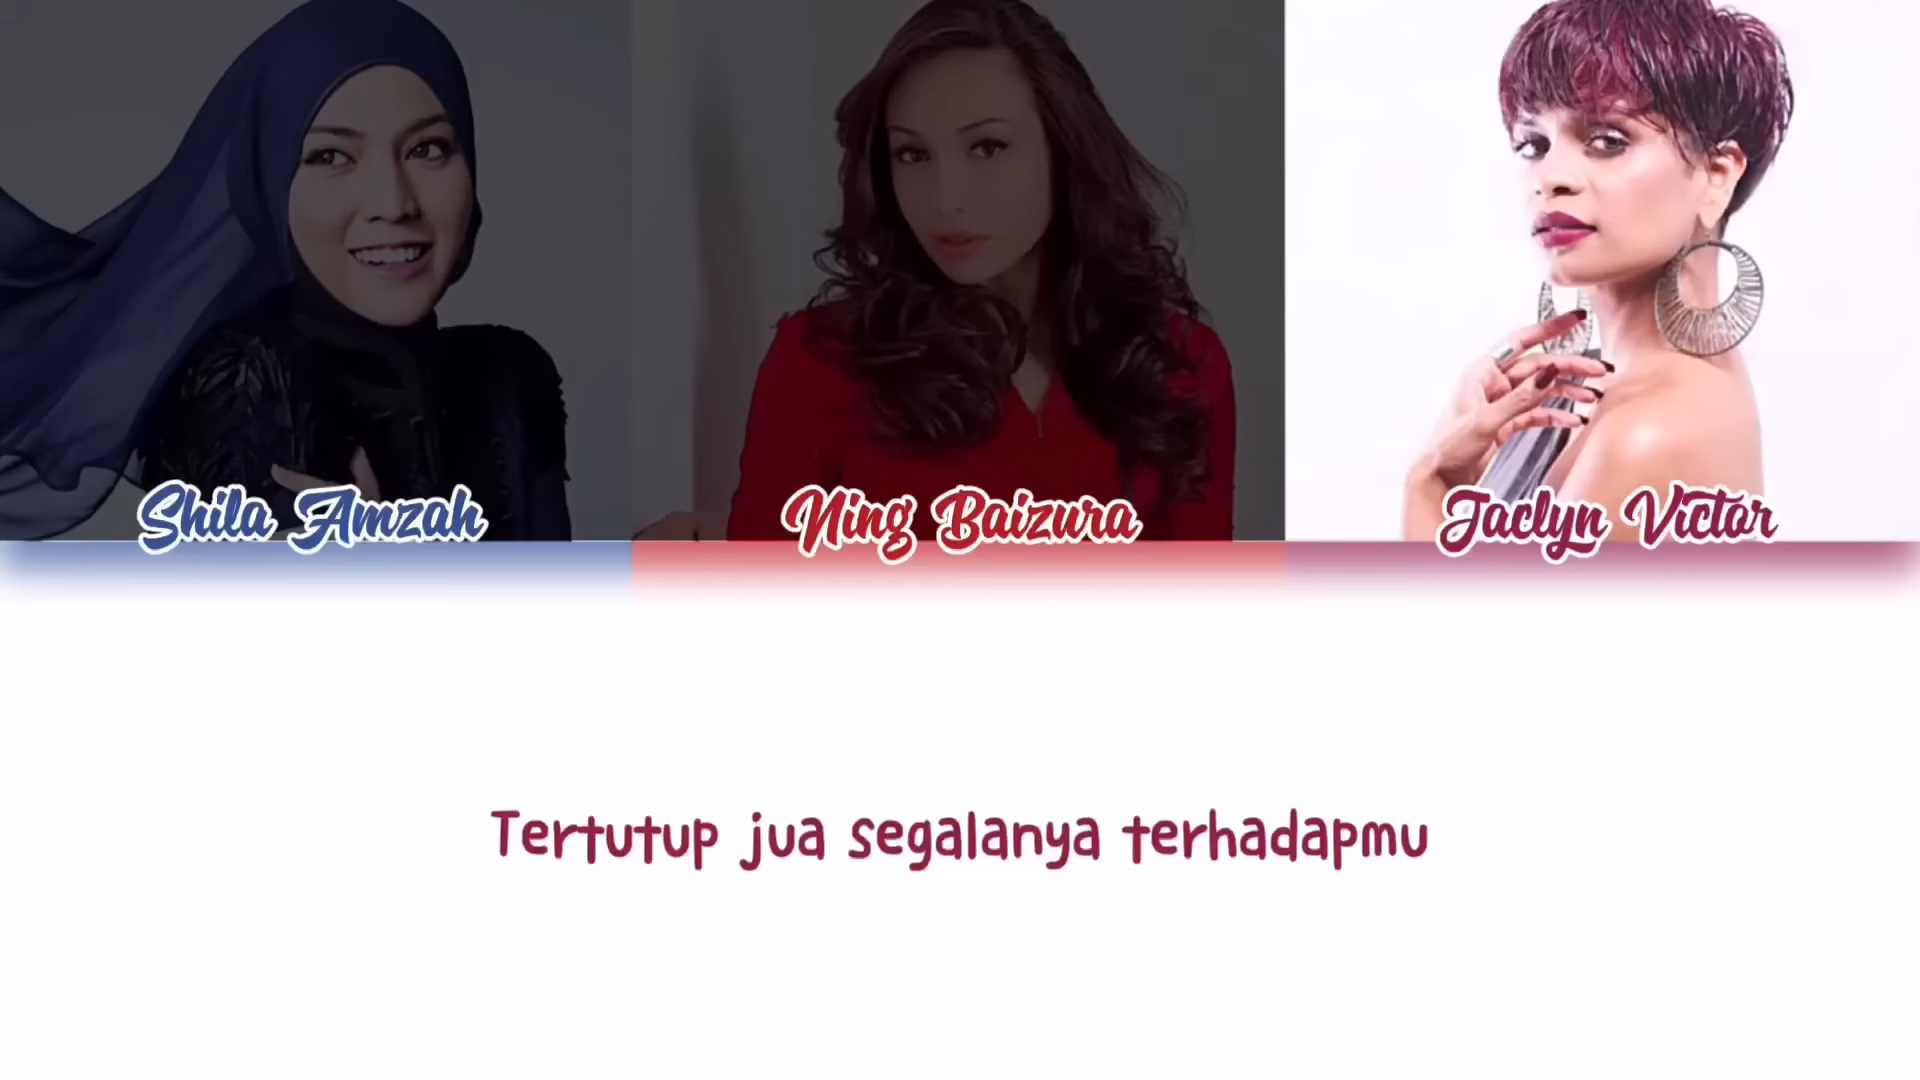 Shila Amzah
Ning Baizura
Jaclyn Victor
Tertutup jua segalanya terhadapmu